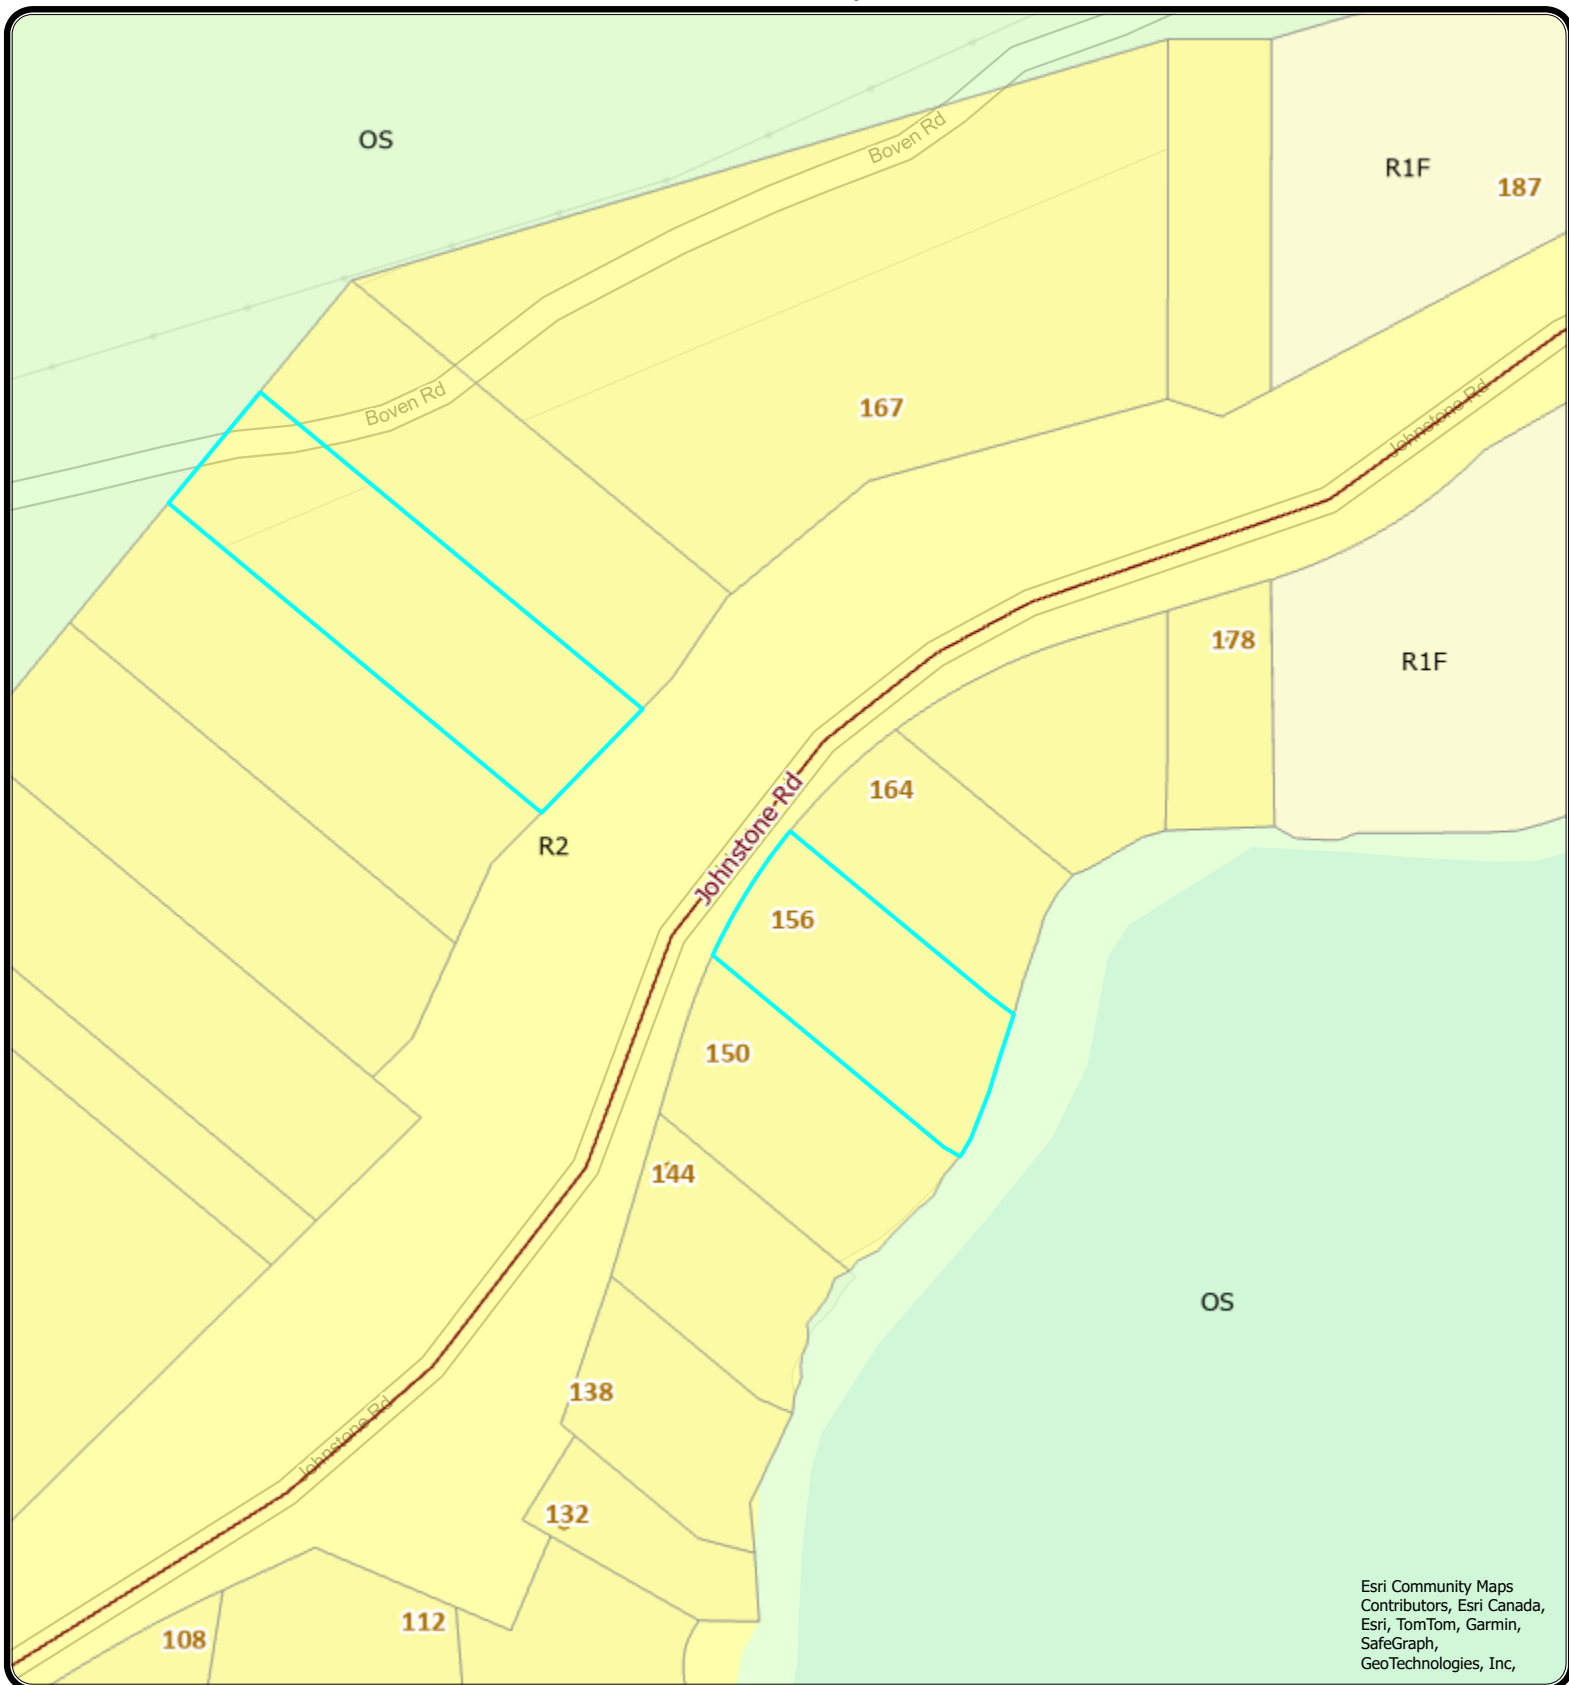 OS
Boven Rd
R1F
187
Boven Rd
167
Johnstone Rd
178
R1F
Johnstone Rd
164
R2
156
150
144
OS
138
Johnstone Rd
132
112
108
Esri Community Maps
Contributors, Esri Canada,
Esri, TomTom, Garmin,
SafeGraph,
GeoTechnologies, Inc,